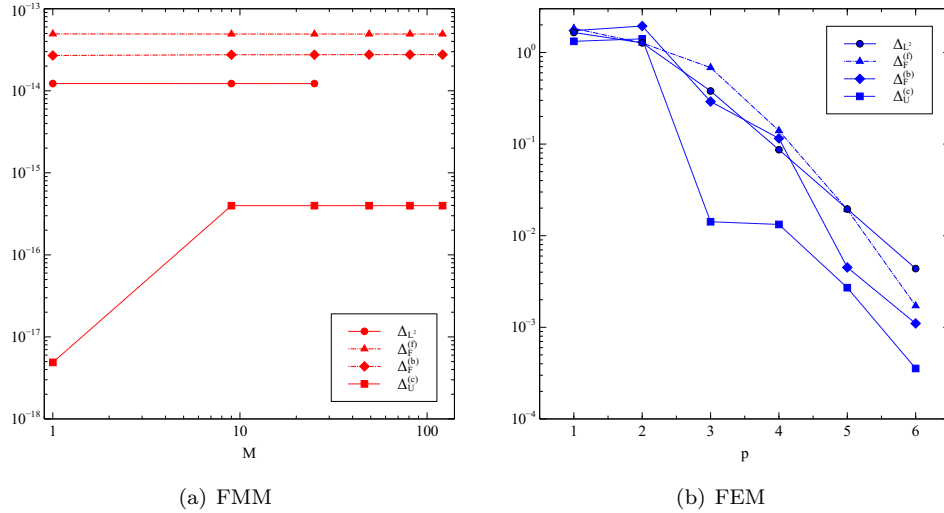 10^-13
10^-14
10^-15
10^-16
10^-17
10^-18
1 10 100
M
Δ_L²
Δ_F^(f)
Δ_F^(b)
Δ_U^(c)
(a) FMM
10^0
10^-1
10^-2
10^-3
10^-4
1 2 3 4 5 6
p
Δ_L²
Δ_F^(f)
Δ_F^(b)
Δ_U^(c)
(b) FEM